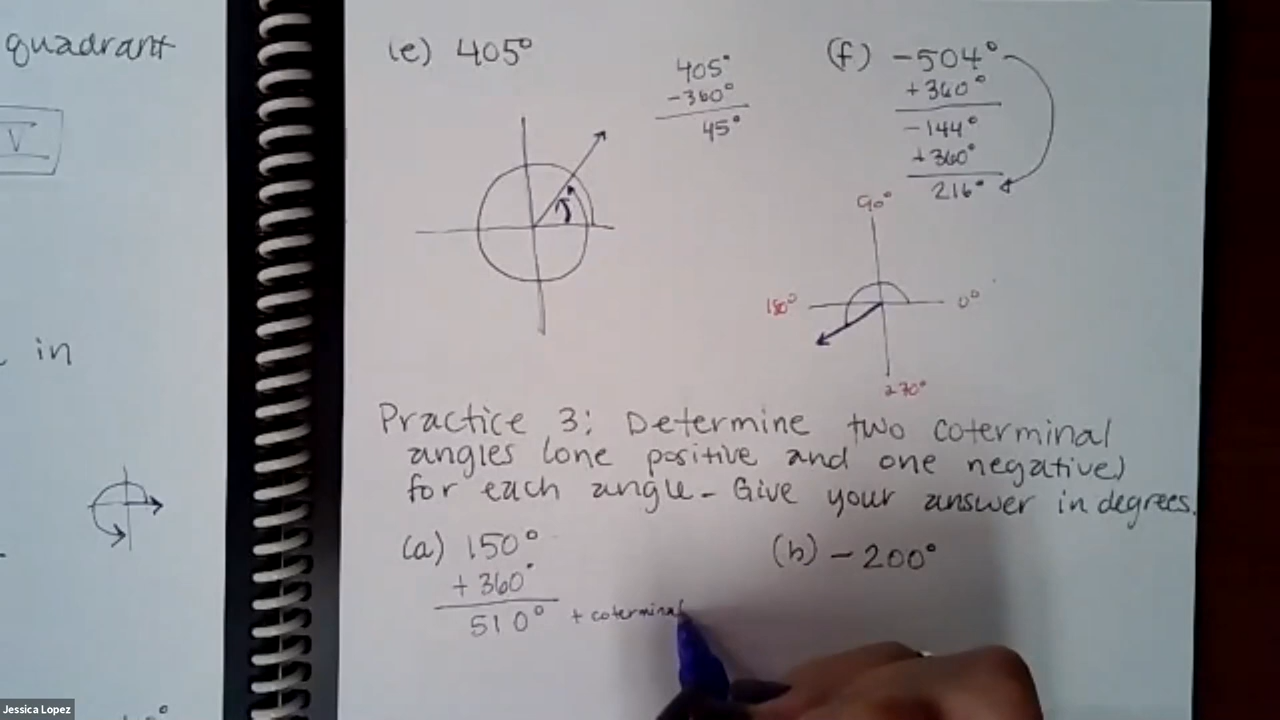 quadrant
V
in
(e) 405°
405°
-360°
45°
(f) -504°
+360°
-144°
+360°
216°
90°
180°
0°
270°
Practice 3: Determine two coterminal
angles (one positive and one negative)
for each angle. Give your answer in degrees.
(a) 150°
+ 360°
510° + coterminal
(b) -200°
Jessica Lopez